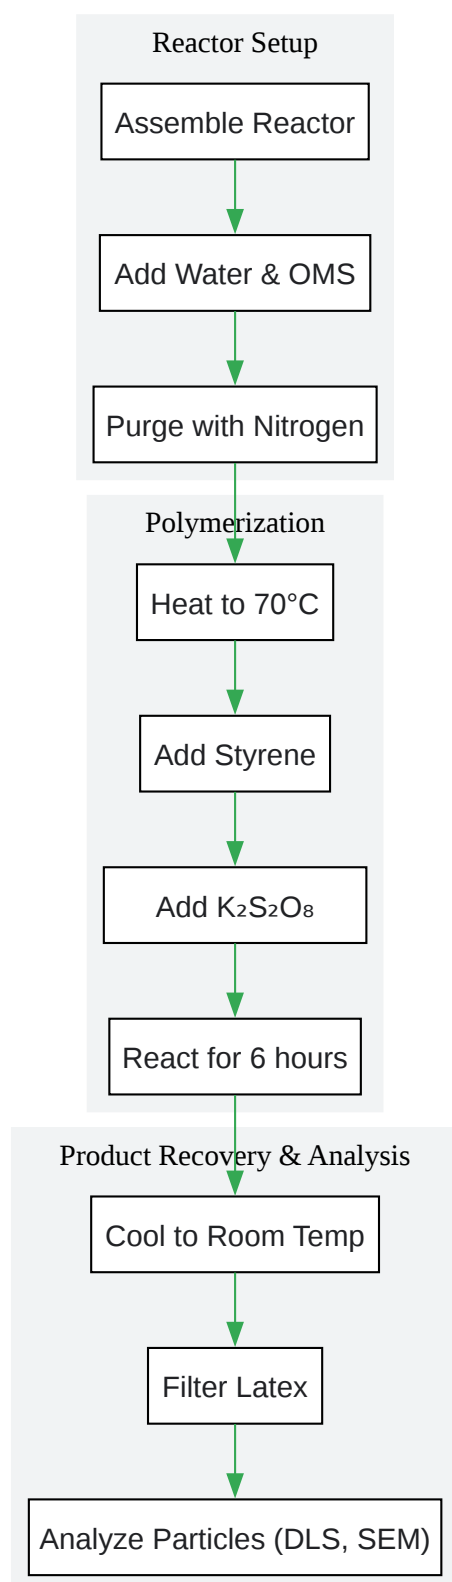 Reactor Setup
Assemble Reactor
Add Water & OMS
Purge with Nitrogen
Polymerization
Heat to 70°C
Add Styrene
Add K₂S₂O₈
React for 6 hours
Product Recovery & Analysis
Cool to Room Temp
Filter Latex
Analyze Particles (DLS, SEM)